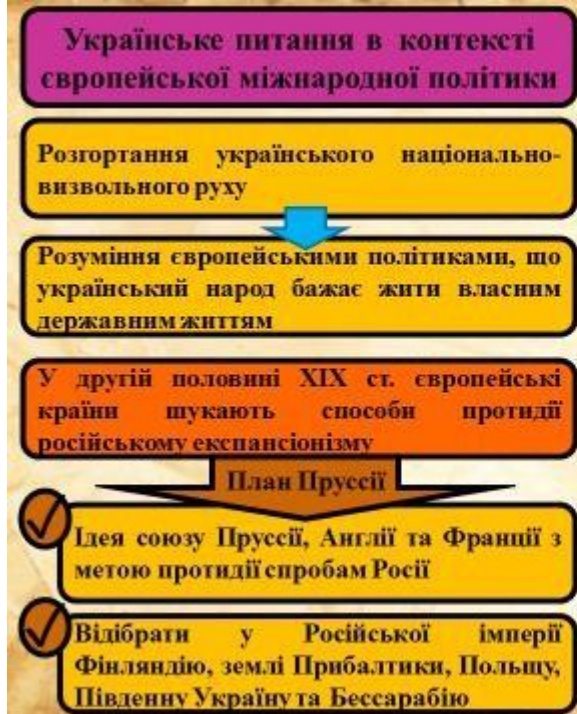 Українське питання в контексті
європейської міжнародної політики
Розгортання українського національно-
визвольного руху
Розуміння європейськими політиками, що
український народ бажає жити власним
державним життям
У другій половині ХІХ ст. європейські
країни шукають способи протидії
російському експансіонізму
План Пруссії
Ідея союзу Пруссії, Англії та Франції з
метою протидії спробам Росії
Відібрати у Російської імперії
Фінляндію, землі Прибалтики, Польщу,
Південну Україну та Бессарабію